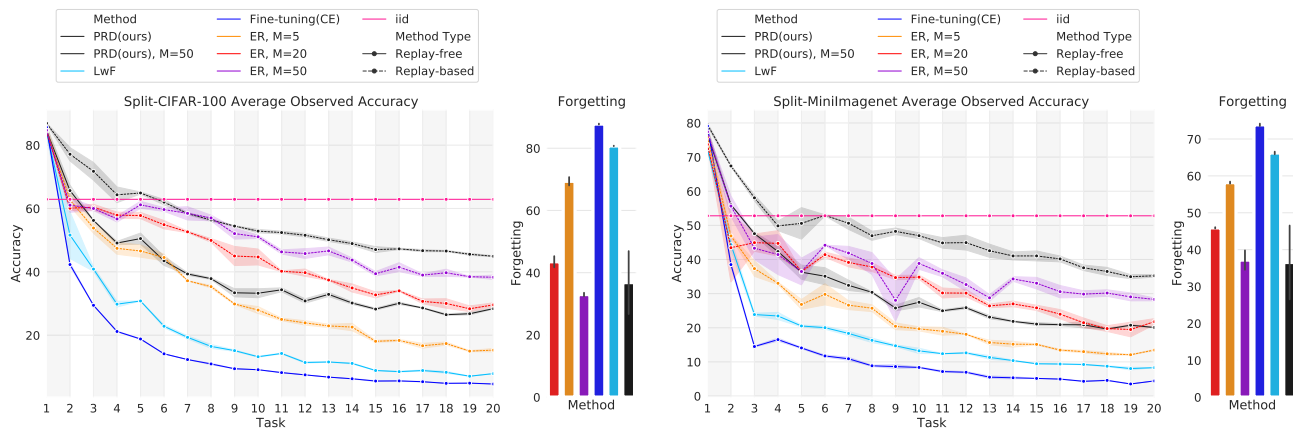 Method
PRD(ours)
PRD(ours), M=50
LwF
Fine-tuning(CE)
ER, M=5
ER, M=20
ER, M=50
iid
Method Type
Replay-free
Replay-based
Split-CIFAR-100 Average Observed Accuracy
Accuracy
80
60
40
20
1 2 3 4 5 6 7 8 9 10 11 12 13 14 15 16 17 18 19 20
Task
Forgetting
Forgetting
80
60
40
20
0
Method
Method
PRD(ours)
PRD(ours), M=50
LwF
Fine-tuning(CE)
ER, M=5
ER, M=20
ER, M=50
iid
Method Type
Replay-free
Replay-based
Split-MiniImagenet Average Observed Accuracy
Accuracy
80
70
60
50
40
30
20
10
0
1 2 3 4 5 6 7 8 9 10 11 12 13 14 15 16 17 18 19 20
Task
Forgetting
Forgetting
70
60
50
40
30
20
10
0
Method